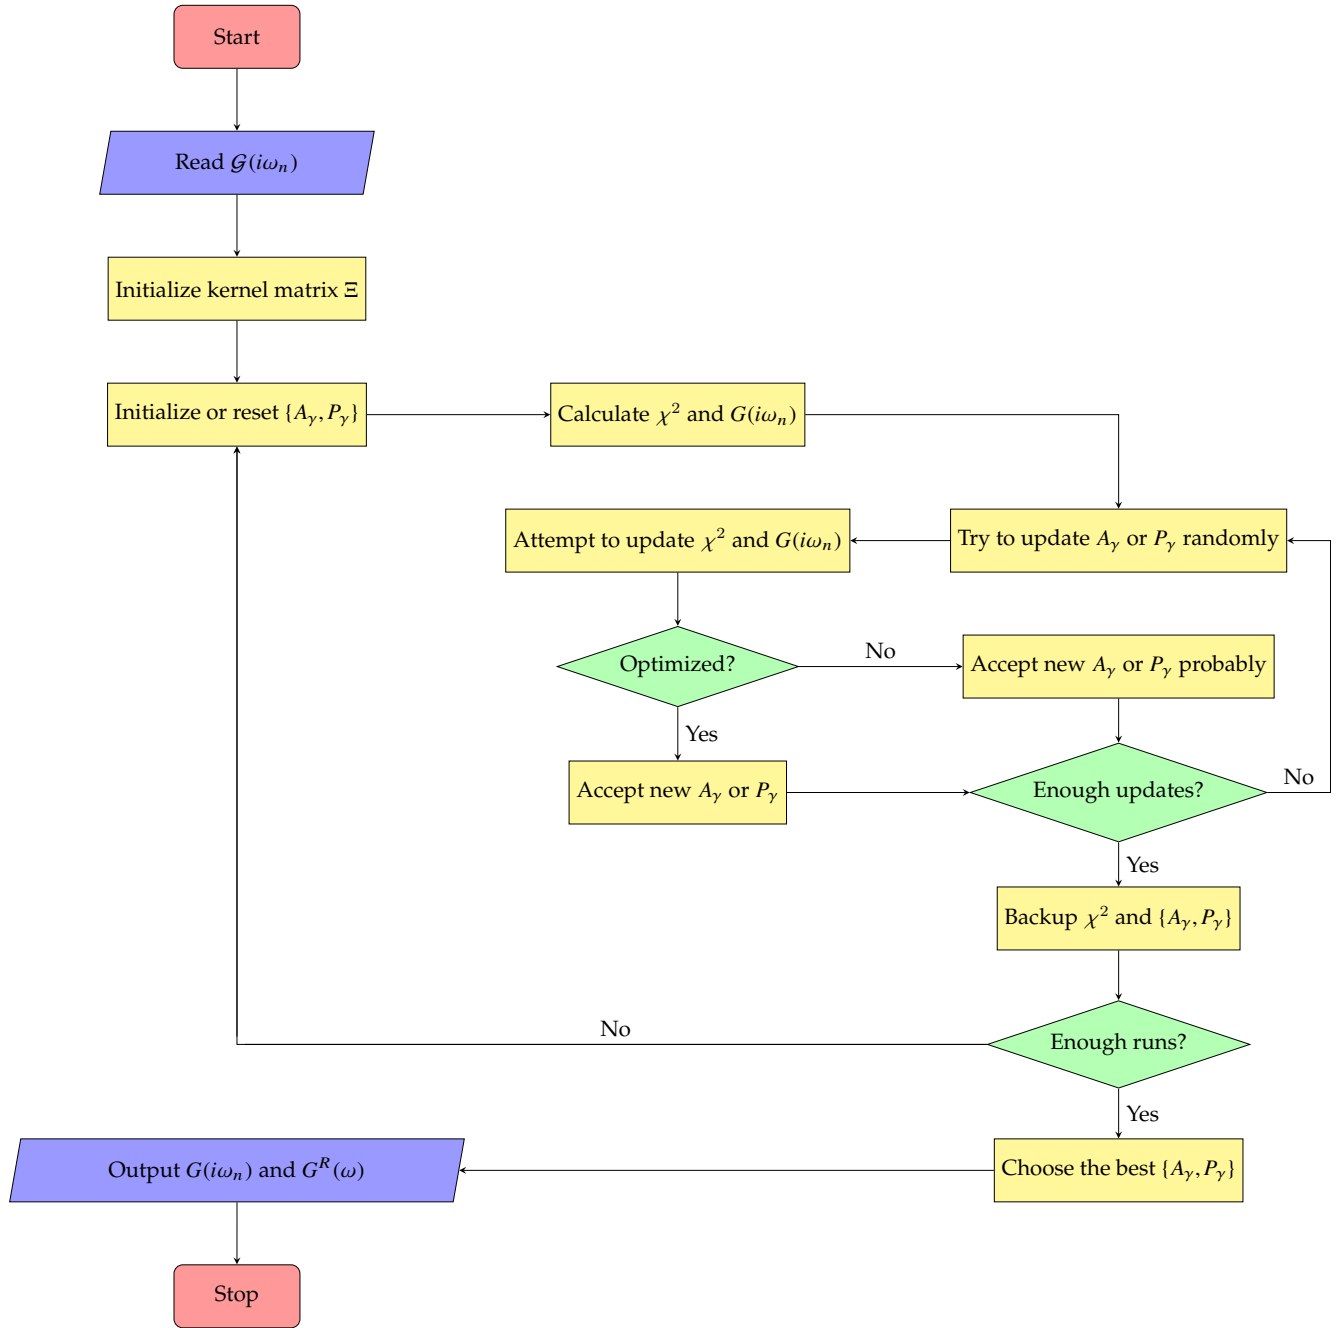 Start
Read 𝒢(iωₙ)
Initialize kernel matrix Ξ
Initialize or reset {A_γ, P_γ}
Calculate χ² and G(iωₙ)
Attempt to update χ² and G(iωₙ)
Try to update A_γ or P_γ randomly
Optimized?
No
Accept new A_γ or P_γ probably
Yes
Accept new A_γ or P_γ
Enough updates?
No
Yes
Backup χ² and {A_γ, P_γ}
No
Enough runs?
Yes
Output G(iωₙ) and G^R(ω)
Choose the best {A_γ, P_γ}
Stop